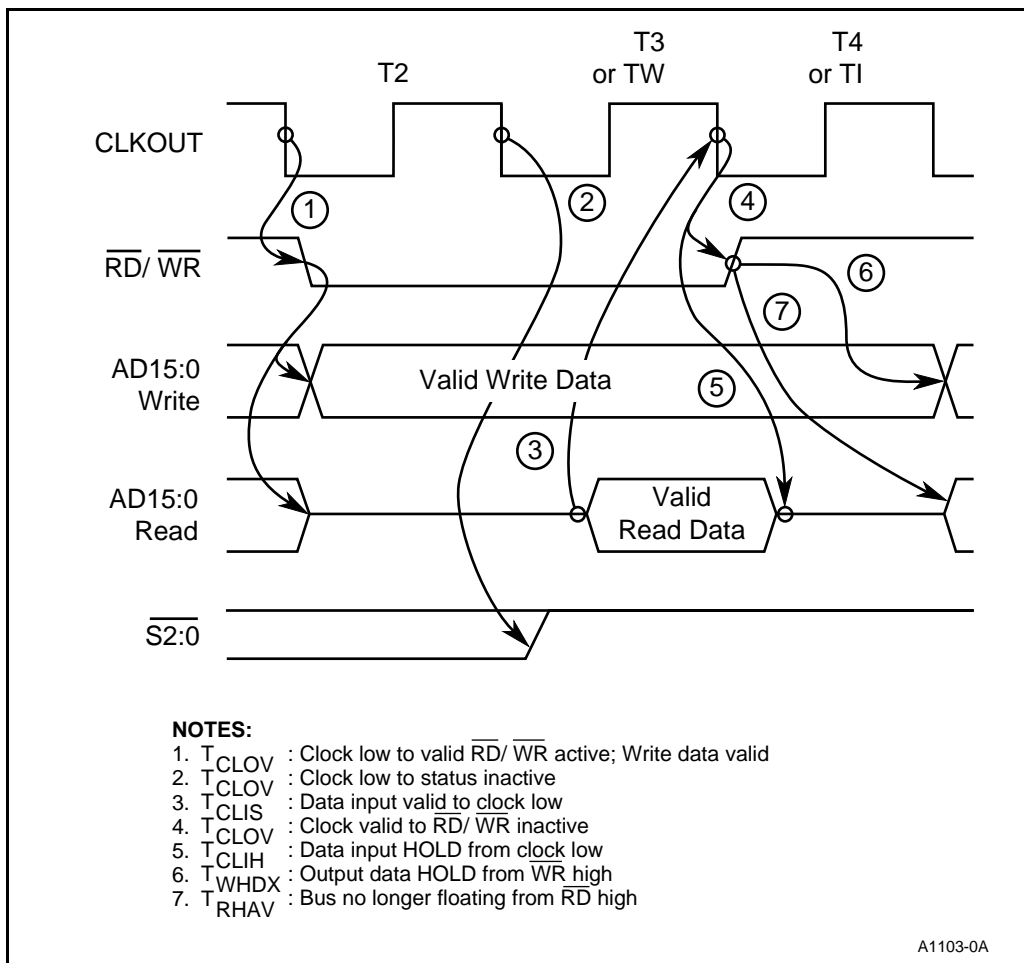 T2
T3
or TW
T4
or TI
CLKOUT
1
2
4
RD/ WR
6
7
AD15:0
Write
Valid Write Data
5
3
AD15:0
Read
Valid
Read Data
S2:0
NOTES:
1. TCLOV : Clock low to valid RD/ WR active; Write data valid
2. TCLOV : Clock low to status inactive
3. TCLIS : Data input valid to clock low
4. TCLOV : Clock valid to RD/ WR inactive
5. TCLIH : Data input HOLD from clock low
6. TWHDX : Output data HOLD from WR high
7. TRHAV : Bus no longer floating from RD high
A1103-0A